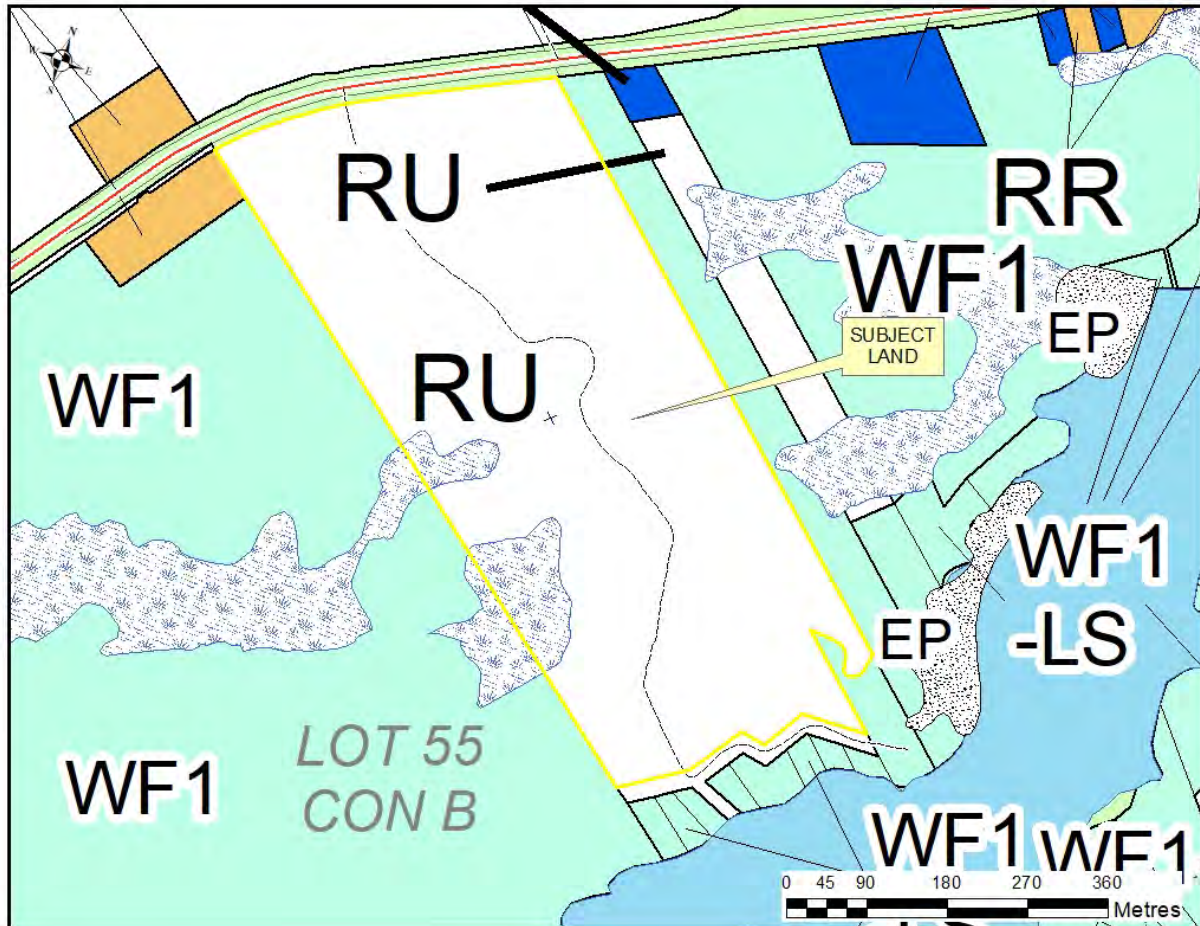 N
E
S
RU
RR
WF1
SUBJECT
LAND
EP
RU
WF1
WF1
-LS
EP
LOT 55
CON B
WF1
WF1
WF1
0 45 90 180 270 360
Metres